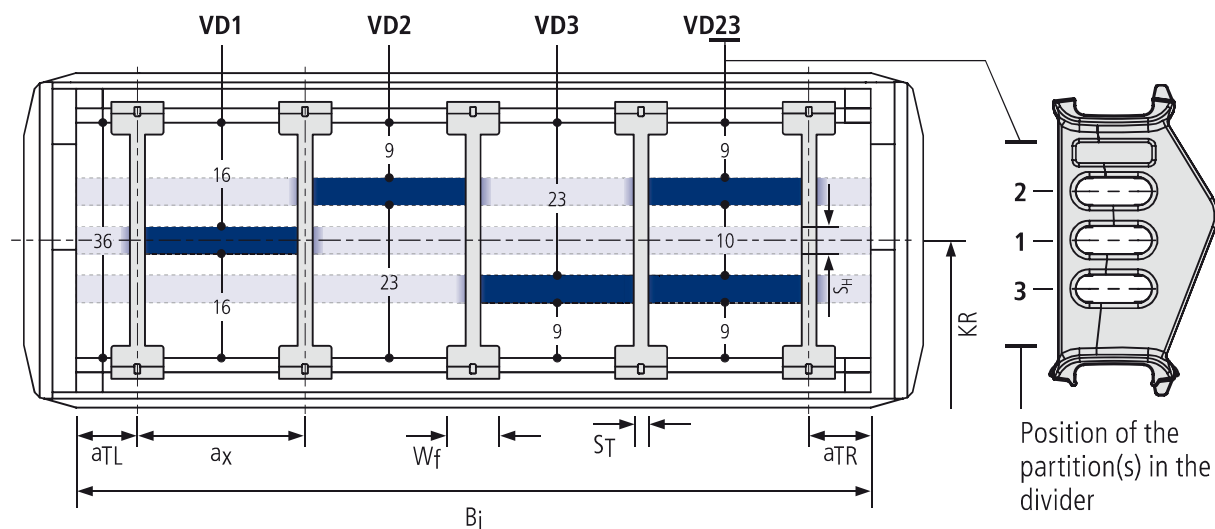 VD1
VD2
VD3
VD23
9
9
16
23
2
36
10
1
23
3
16
9
9
SH
KR
aTL
ax
Wf
ST
aTR
Bi
Position of the
partition(s) in the
divider